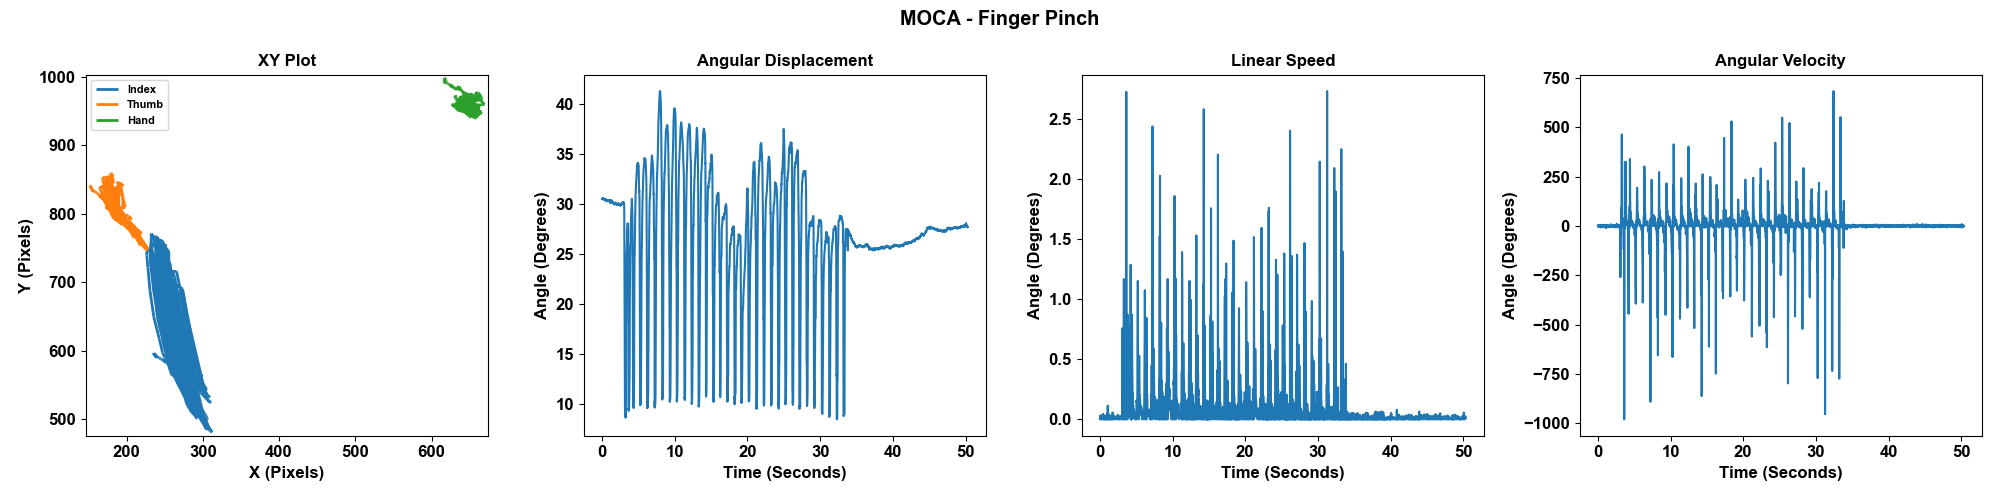 MOCA - Finger Pinch
XY Plot
Index
Thumb
Hand
1000
900
800
700
600
500
Y (Pixels)
200 300 400 500 600
X (Pixels)
Angular Displacement
40
35
30
25
20
15
10
Angle (Degrees)
0 10 20 30 40 50
Time (Seconds)
Linear Speed
2.5
2.0
1.5
1.0
0.5
0.0
Angle (Degrees)
0 10 20 30 40 50
Time (Seconds)
Angular Velocity
750
500
250
0
−250
−500
−750
−1000
Angle (Degrees)
0 10 20 30 40 50
Time (Seconds)